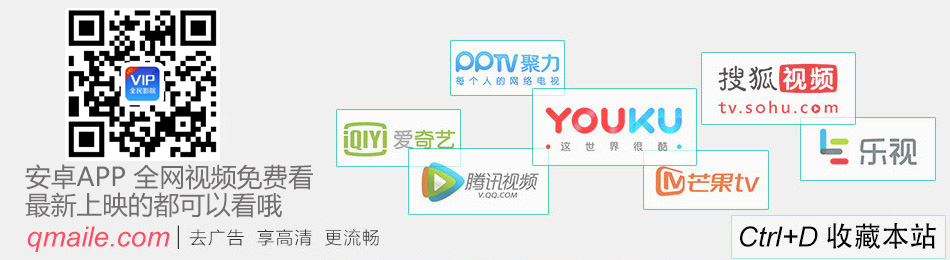 VIP
全民影院
安卓APP 全网视频免费看
最新上映的都可以看哦
qmaile.com | 去广告 享高清 更流畅
PPTV聚力
每个人的网络电视
iQIYI 爱奇艺
YOUKU
·这世界很酷·
搜狐视频
tv.sohu.com
乐视
腾讯视频
V.QQ.COM
芒果tv
Ctrl+D 收藏本站